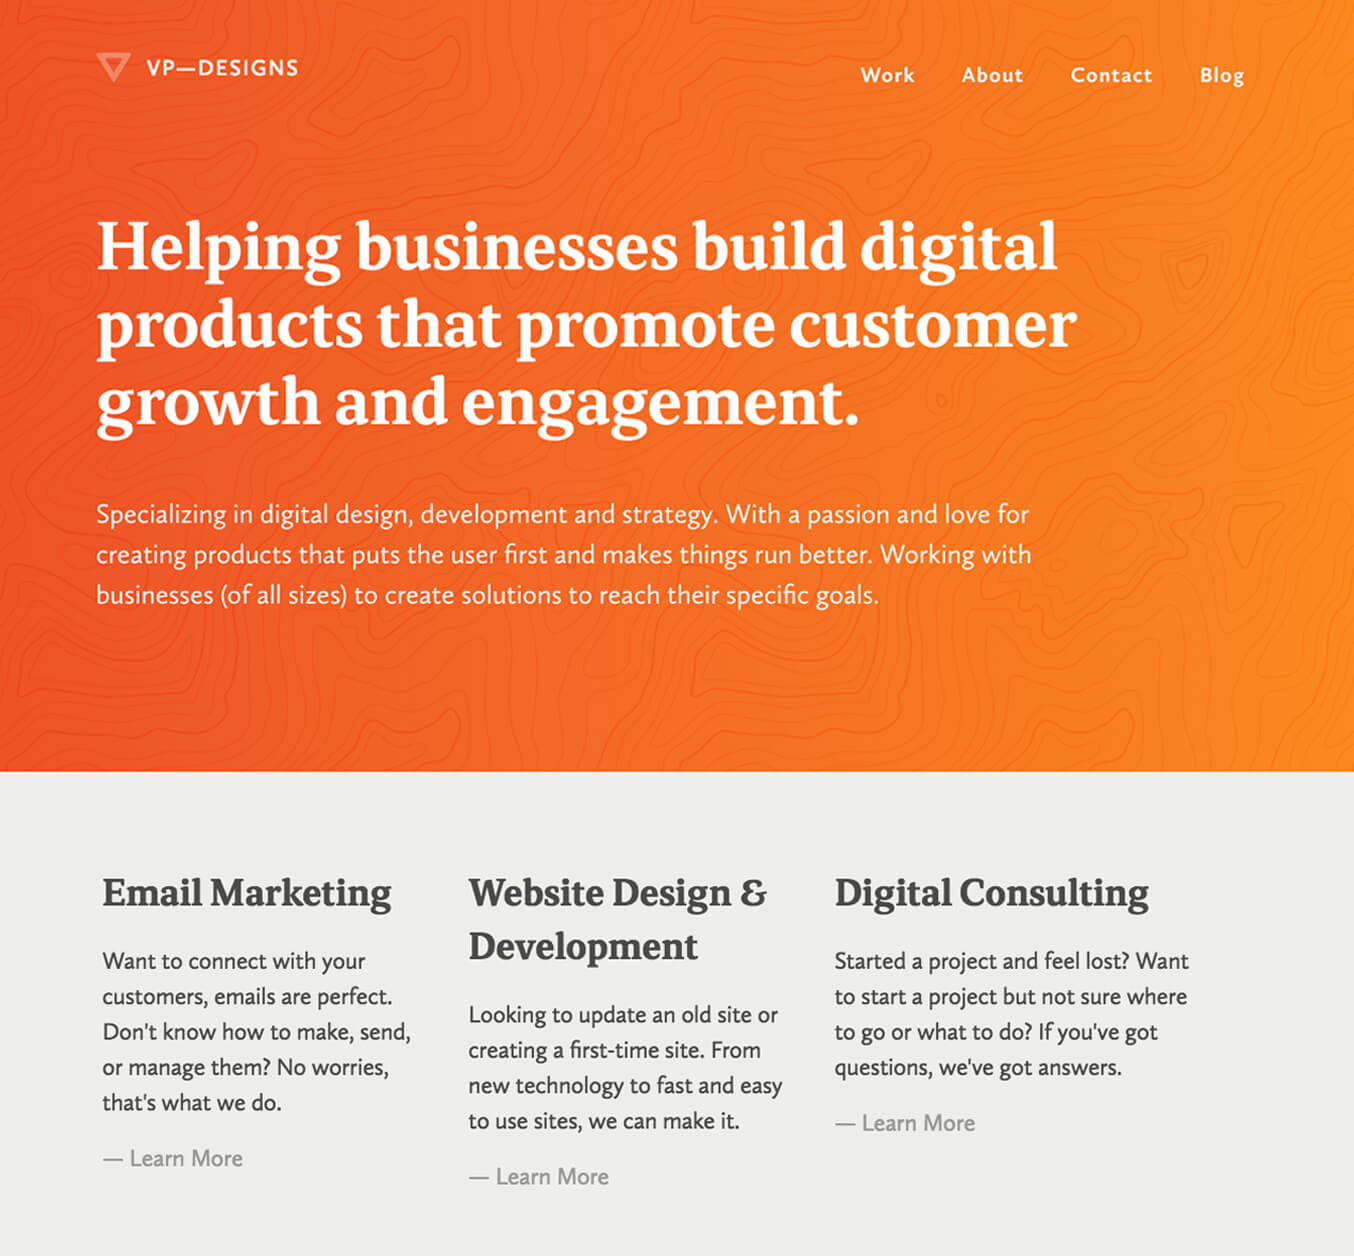 VP—DESIGNS
Work About Contact Blog
Helping businesses build digital
products that promote customer
growth and engagement.
Specializing in digital design, development and strategy. With a passion and love for
creating products that puts the user first and makes things run better. Working with
businesses (of all sizes) to create solutions to reach their specific goals.
Email Marketing
Want to connect with your
customers, emails are perfect.
Don't know how to make, send,
or manage them? No worries,
that's what we do.
— Learn More
Website Design &
Development
Looking to update an old site or
creating a first-time site. From
new technology to fast and easy
to use sites, we can make it.
— Learn More
Digital Consulting
Started a project and feel lost? Want
to start a project but not sure where
to go or what to do? If you've got
questions, we've got answers.
— Learn More